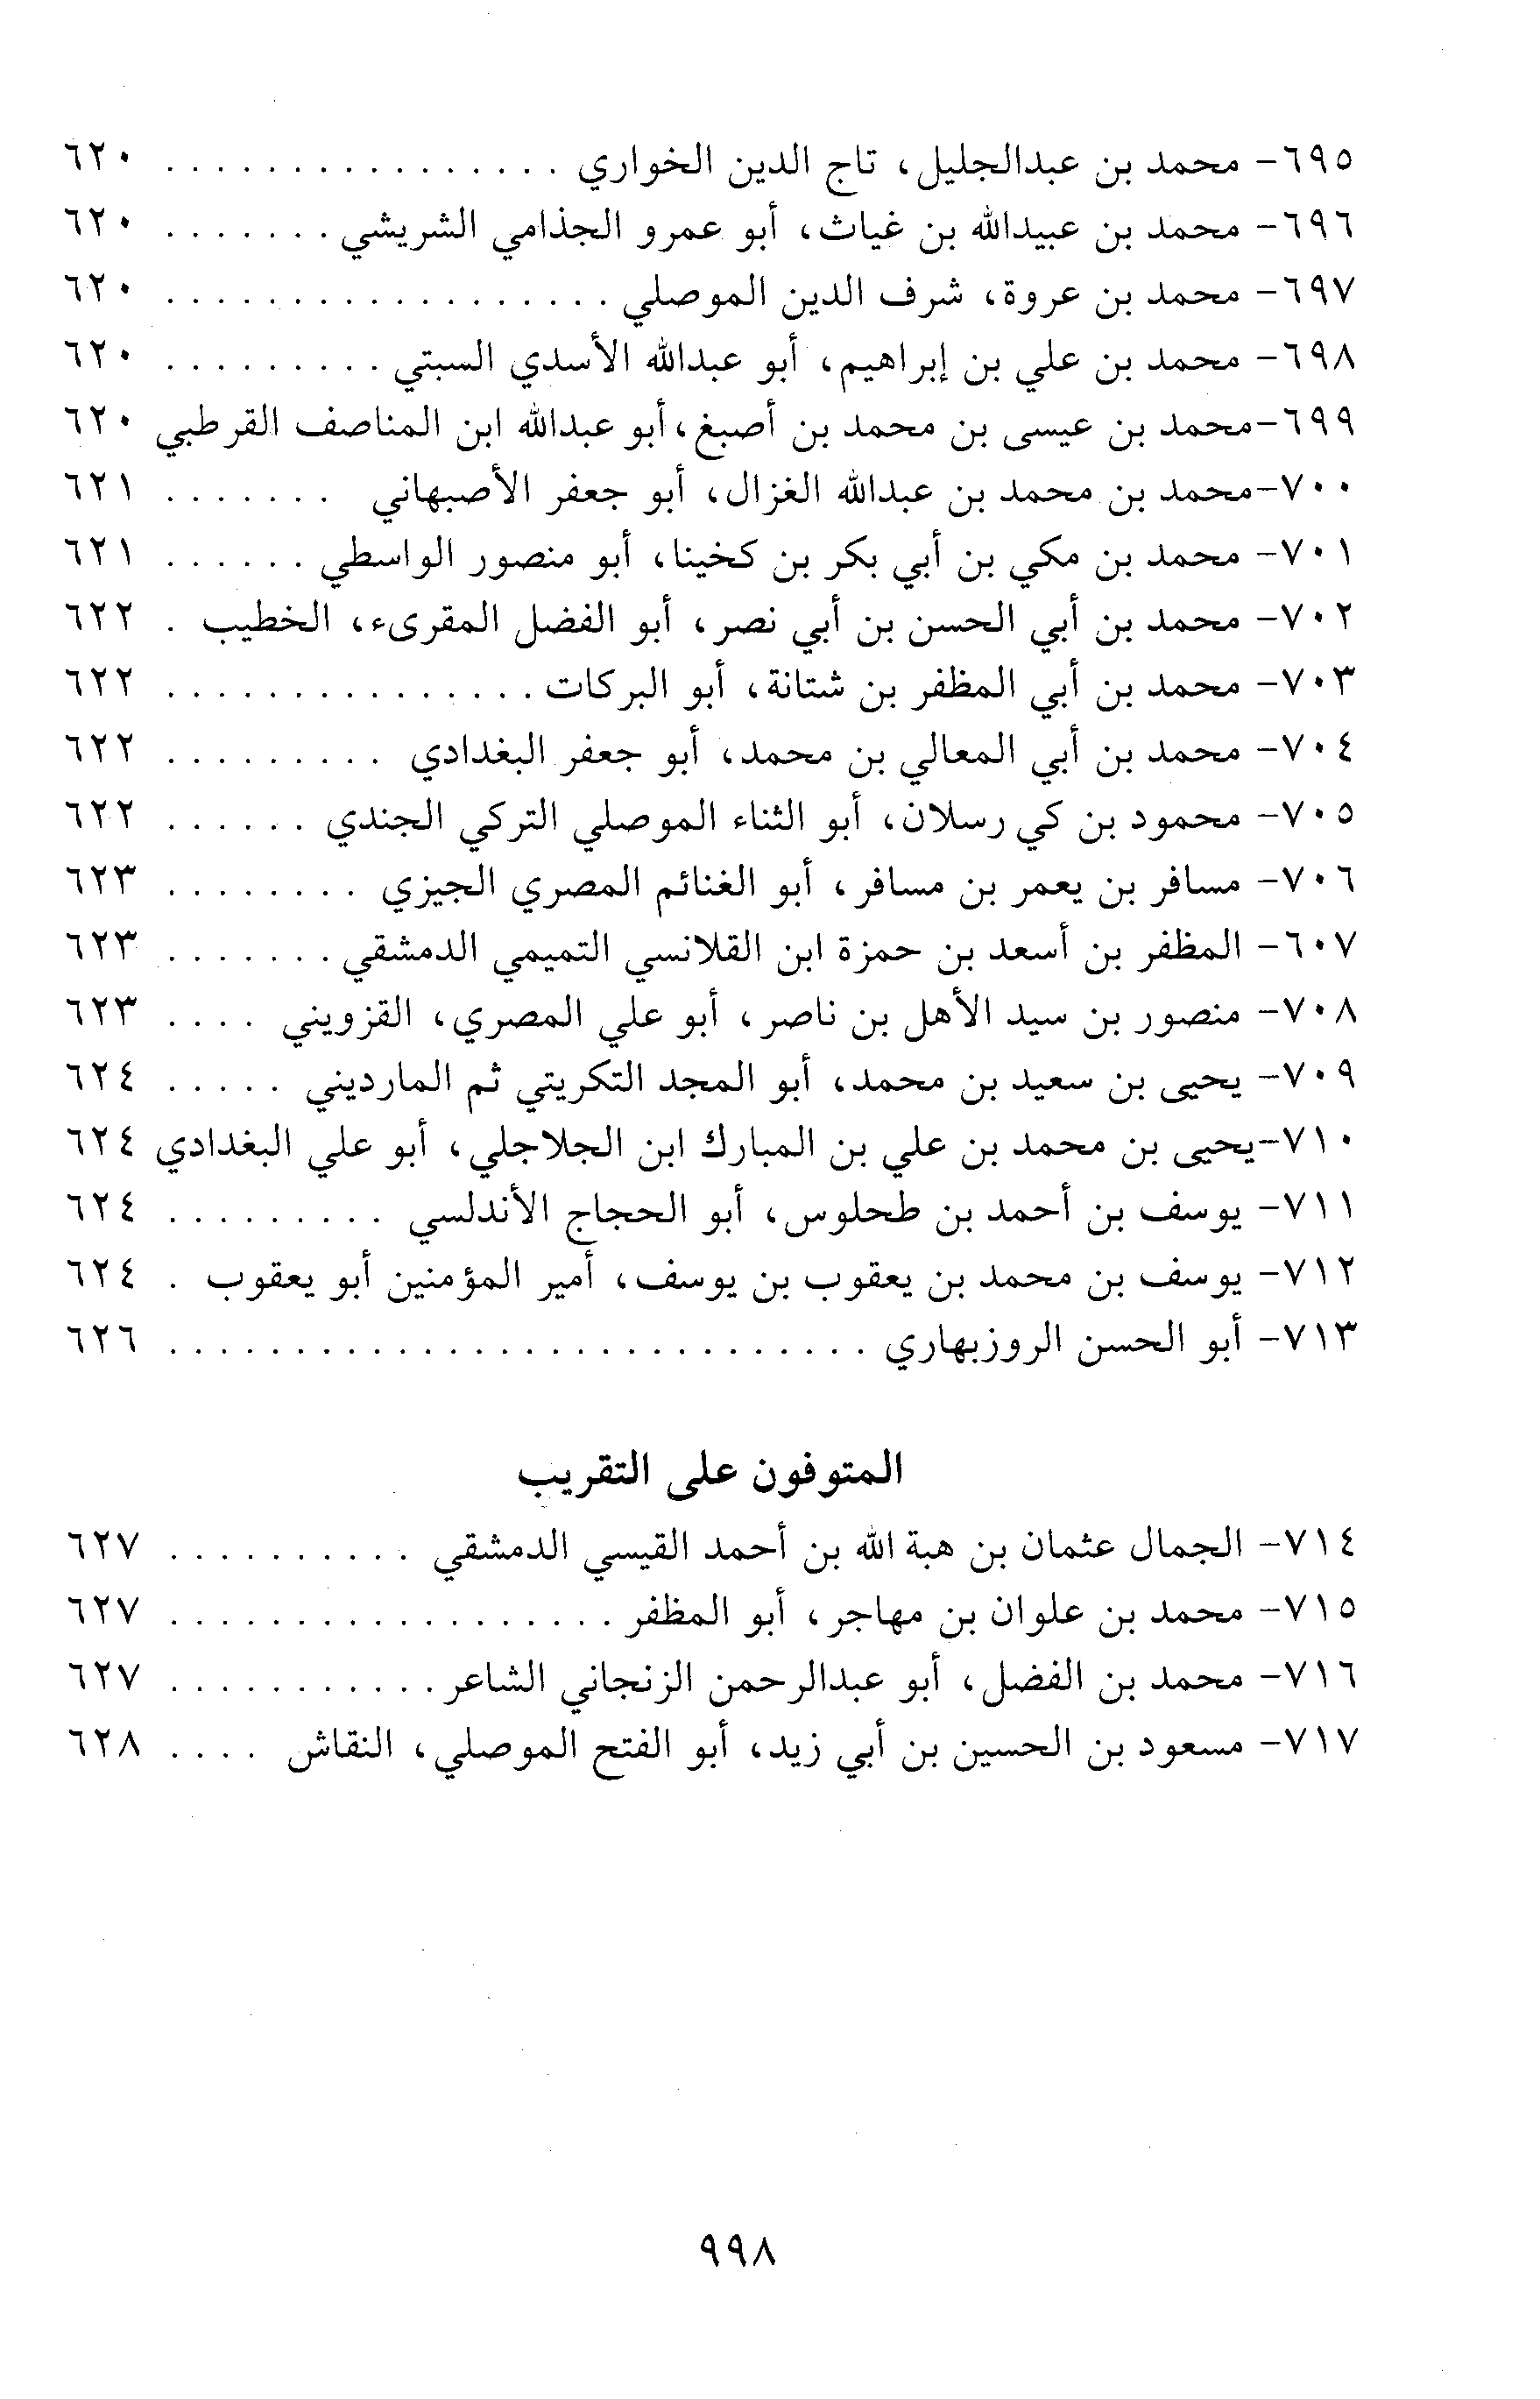 ٦٩٥- محمد بن عبدالجليل، تاج الدين الخواري . . . . . . . . . . . . . . . . ٦٢٠
٦٩٦- محمد بن عبيدالله بن غياث، أبو عمرو الجذامي الشريشي . . . . . . . ٦٢٠
٦٩٧- محمد بن عروة، شرف الدين الموصلي . . . . . . . . . . . . . . . . . . ٦٢٠
٦٩٨- محمد بن علي بن إبراهيم، أبو عبدالله الأسدي السبتي . . . . . . . . . ٦٢٠
٦٩٩-محمد بن عيسى بن محمد بن أصبغ،أبو عبدالله ابن المناصف القرطبي ٦٢٠
٧٠٠-محمد بن محمد بن عبدالله الغزال، أبو جعفر الأصبهاني . . . . . . . ٦٢١
٧٠١- محمد بن مكي بن أبي بكر بن كخينا، أبو منصور الواسطي . . . . . . ٦٢١
٧٠٢- محمد بن أبي الحسن بن أبي نصر، أبو الفضل المقرىء، الخطيب . ٦٢٢
٧٠٣- محمد بن أبي المظفر بن شتانة، أبو البركات . . . . . . . . . . . . . . . ٦٢٢
٧٠٤- محمد بن أبي المعالي بن محمد، أبو جعفر البغدادي . . . . . . . . . ٦٢٢
٧٠٥- محمود بن كي رسلان، أبو الثناء الموصلي التركي الجندي . . . . . . ٦٢٢
٧٠٦- مسافر بن يعمر بن مسافر، أبو الغنائم المصري الجيزي . . . . . . . . ٦٢٣
٦٠٧- المظفر بن أسعد بن حمزة ابن القلانسي التميمي الدمشقي . . . . . . . ٦٢٣
٧٠٨- منصور بن سيد الأهل بن ناصر، أبو علي المصري، القزويني . . . . ٦٢٣
٧٠٩- يحيى بن سعيد بن محمد، أبو المجد التكريتي ثم المارديني . . . . . ٦٢٤
٧١٠-يحيى بن محمد بن علي بن المبارك ابن الجلاجلي، أبو علي البغدادي ٦٢٤
٧١١- يوسف بن أحمد بن طحلوس، أبو الحجاج الأندلسي . . . . . . . . . ٦٢٤
٧١٢- يوسف بن محمد بن يعقوب بن يوسف، أمير المؤمنين أبو يعقوب . ٦٢٤
٧١٣- أبو الحسن الروزبهاري . . . . . . . . . . . . . . . . . . . . . . . . . . . . ٦٢٦
المتوفون على التقريب
٧١٤- الجمال عثمان بن هبة الله بن أحمد القيسي الدمشقي . . . . . . . . . . ٦٢٧
٧١٥- محمد بن علوان بن مهاجر، أبو المظفر . . . . . . . . . . . . . . . . . . ٦٢٧
٧١٦- محمد بن الفضل، أبو عبدالرحمن الزنجاني الشاعر . . . . . . . . . . . ٦٢٧
٧١٧- مسعود بن الحسين بن أبي زيد، أبو الفتح الموصلي، النقاش . . . . ٦٢٨
٩٩٨